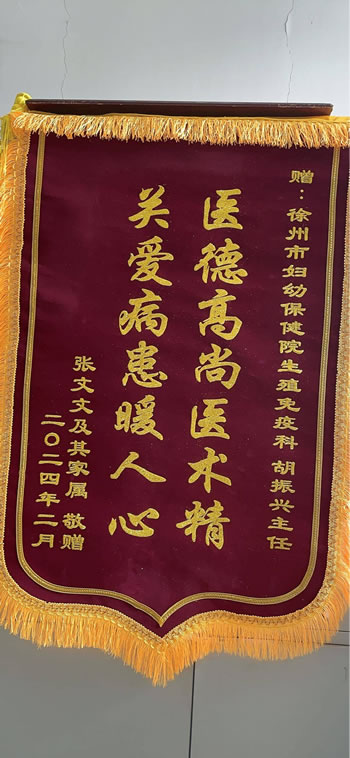 赠：徐州市妇幼保健院生殖免疫科 胡振兴主任
医德高尚医术精
关爱病患暖人心
张文文及其家属 敬赠
二〇二四年二月